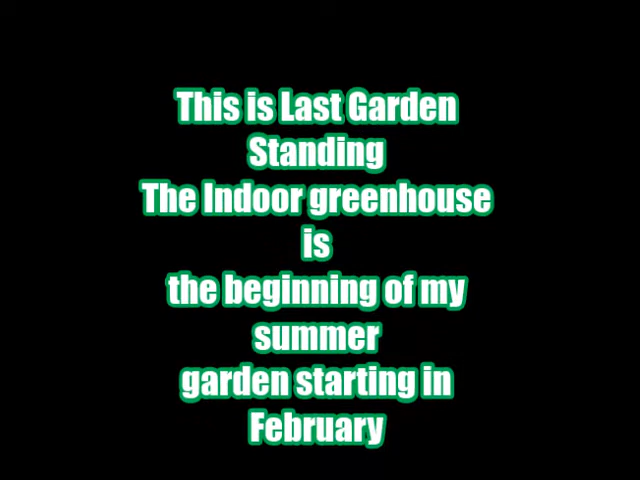 This is Last Garden
Standing
The Indoor greenhouse
is
the beginning of my
summer
garden starting in
February